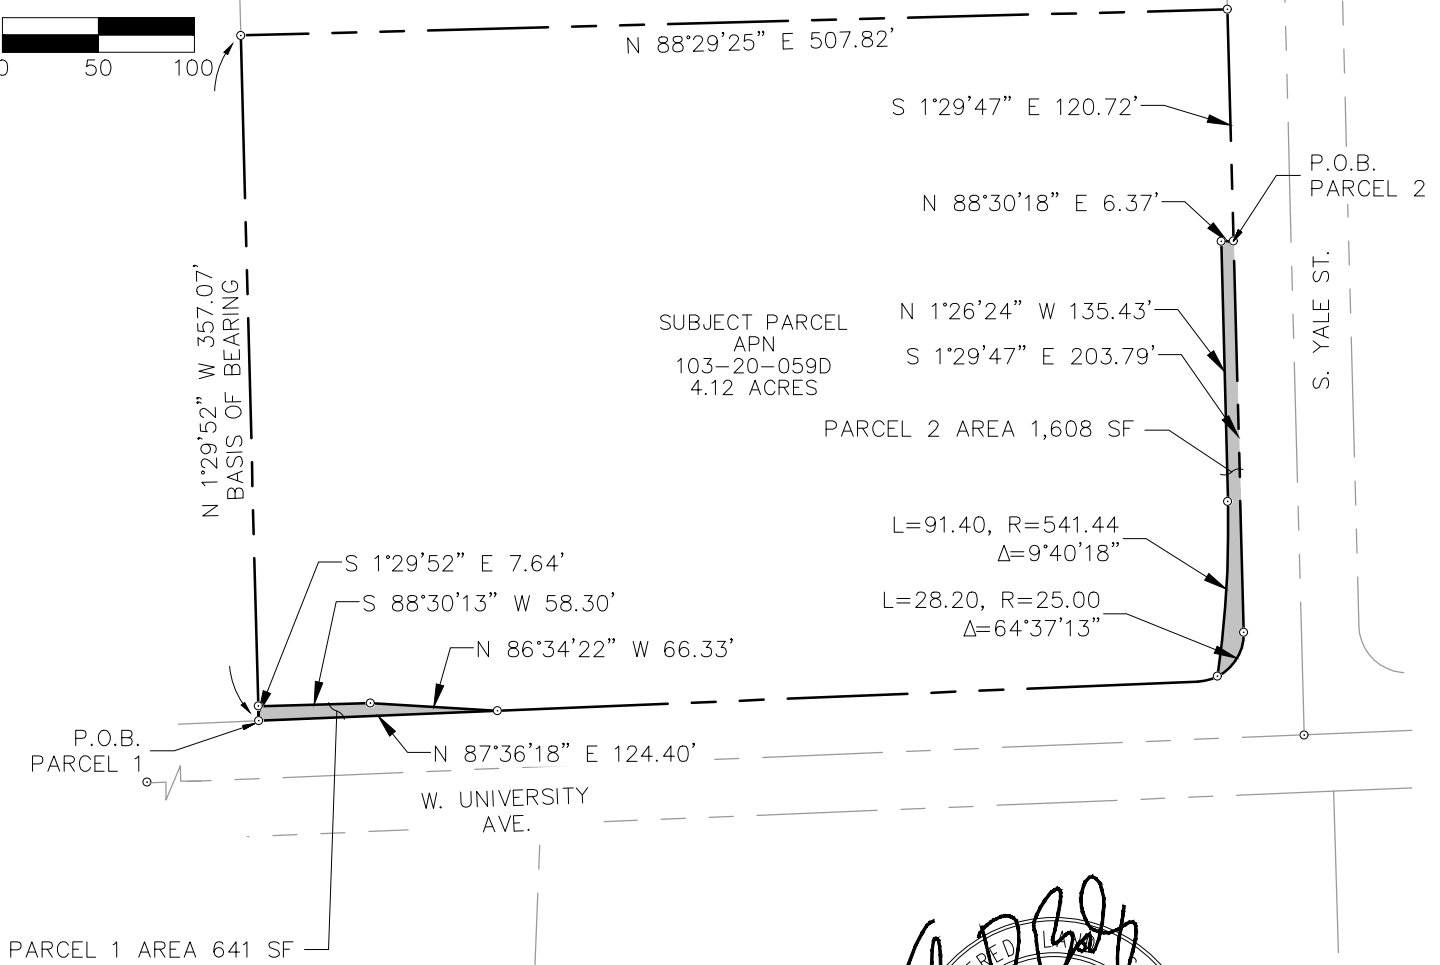 0 50 100
N 88°29'25" E 507.82'
S 1°29'47" E 120.72'
P.O.B.
PARCEL 2
N 88°30'18" E 6.37'
S. YALE ST.
N 1°29'52" W 357.07'
BASIS OF BEARING
SUBJECT PARCEL
APN
103-20-059D
4.12 ACRES
N 1°26'24" W 135.43'
S 1°29'47" E 203.79'
PARCEL 2 AREA 1,608 SF
L=91.40, R=541.44
Δ=9°40'18"
L=28.20, R=25.00
Δ=64°37'13"
S 1°29'52" E 7.64'
S 88°30'13" W 58.30'
N 86°34'22" W 66.33'
P.O.B.
PARCEL 1
N 87°36'18" E 124.40'
W. UNIVERSITY
AVE.
PARCEL 1 AREA 641 SF